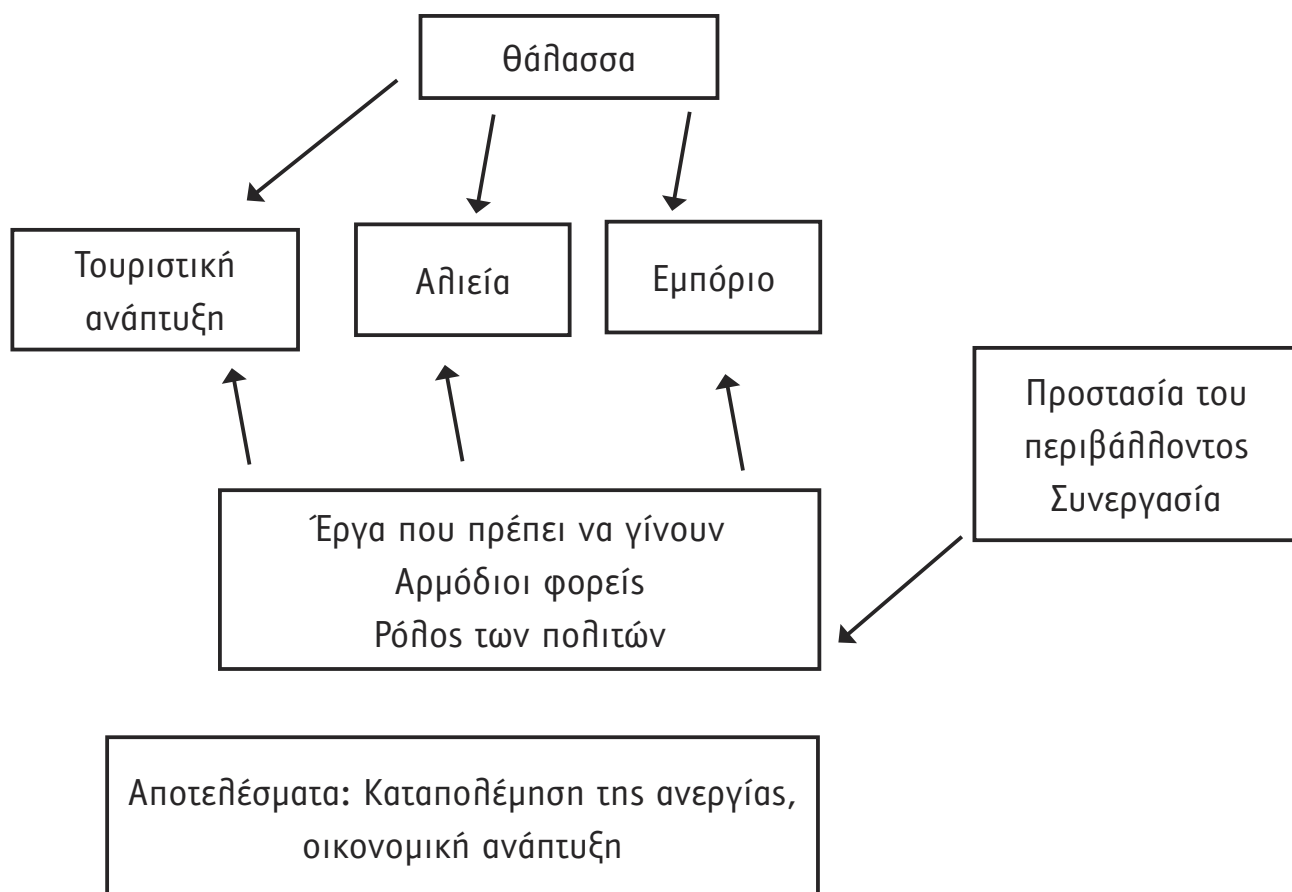 Θάλασσα
Τουριστική
ανάπτυξη
Αλιεία
Εμπόριο
Προστασία του
περιβάλλοντος
Συνεργασία
Έργα που πρέπει να γίνουν
Αρμόδιοι φορείς
Ρόλος των πολιτών
Αποτελέσματα: Καταπολέμηση της ανεργίας,
οικονομική ανάπτυξη